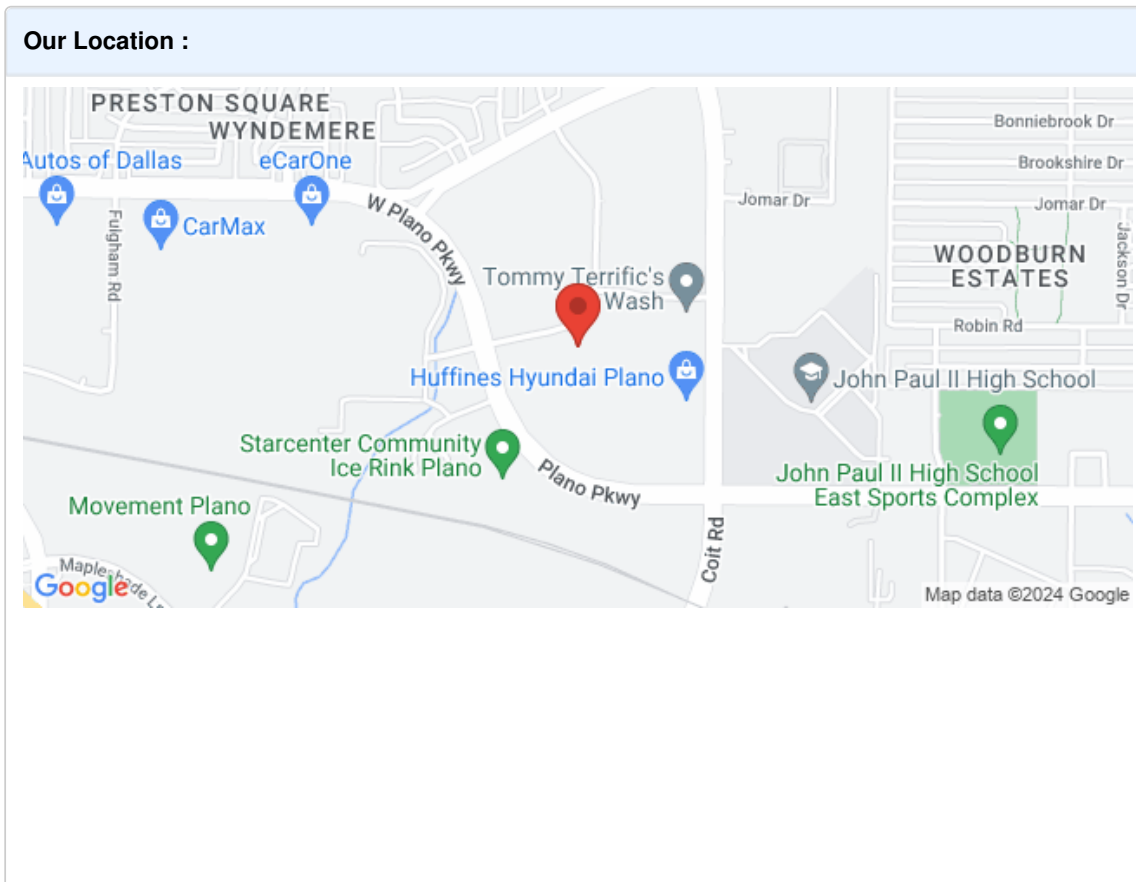 Our Location :
PRESTON SQUARE
WYNDEMERE
Autos of Dallas
eCarOne
CarMax
Fulgham Rd
W Plano Pkwy
Bonniebrook Dr
Brookshire Dr
Jomar Dr
Jomar Dr
WOODBURN
ESTATES
Jackson Dr
Tommy Terrific's
Wash
Robin Rd
Huffines Hyundai Plano
John Paul II High School
Starcenter Community
Ice Rink Plano
Plano Pkwy
John Paul II High School
East Sports Complex
Movement Plano
Coit Rd
Google
Map data ©2024 Google